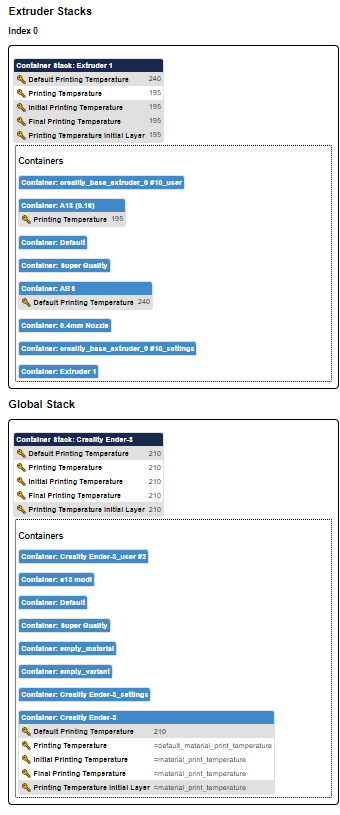 Extruder Stacks
Index 0
Container Stack: Extruder 1
Default Printing Temperature 240
Printing Temperature 195
Initial Printing Temperature 195
Final Printing Temperature 195
Printing Temperature Initial Layer 195
Containers
Container: creality_base_extruder_0 #10_user
Container: A13 (0.16)
Printing Temperature 195
Container: Default
Container: Super Quality
Container: ABS
Default Printing Temperature 240
Container: 0.4mm Nozzle
Container: creality_base_extruder_0 #10_settings
Container: Extruder 1
Global Stack
Container Stack: Creality Ender-3
Default Printing Temperature 210
Printing Temperature 210
Initial Printing Temperature 210
Final Printing Temperature 210
Printing Temperature Initial Layer 210
Containers
Container: Creality Ender-3_user #2
Container: a13 modi
Container: Default
Container: Super Quality
Container: empty_material
Container: empty_variant
Container: Creality Ender-3_settings
Container: Creality Ender-3
Default Printing Temperature 210
Printing Temperature =default_material_print_temperature
Initial Printing Temperature =material_print_temperature
Final Printing Temperature =material_print_temperature
Printing Temperature Initial Layer =material_print_temperature